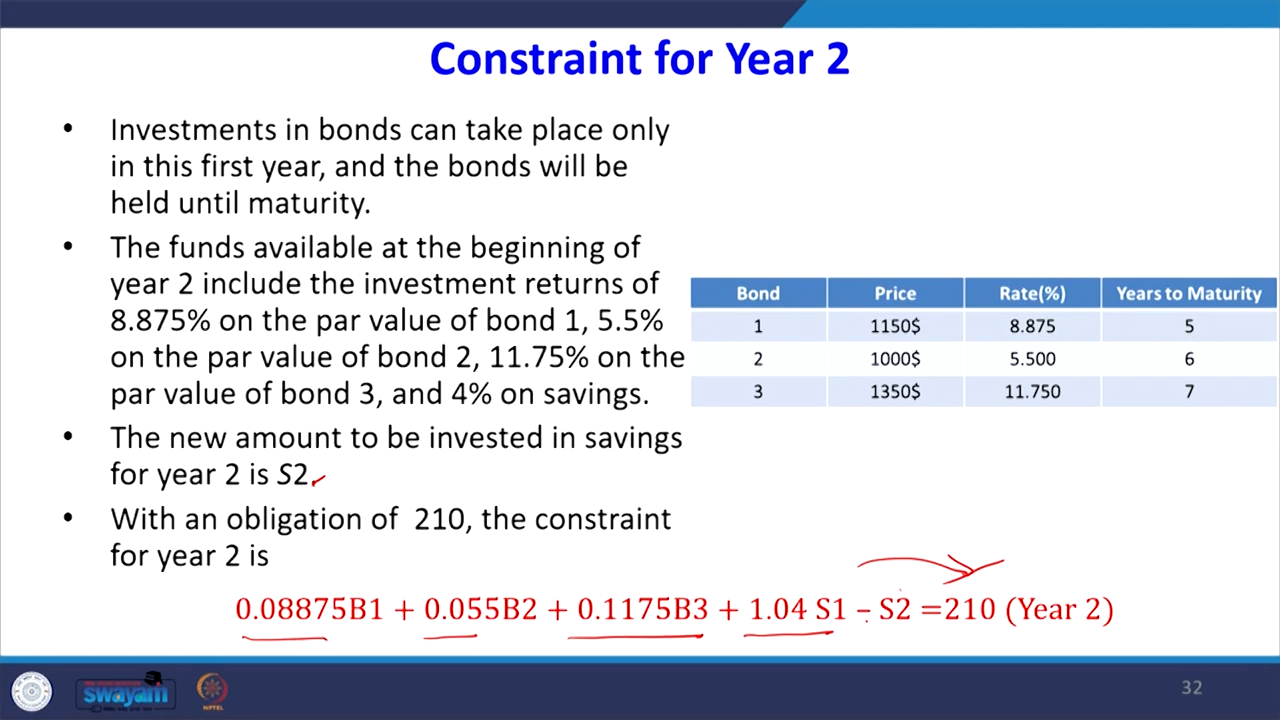 Constraint for Year 2
• Investments in bonds can take place only
in this first year, and the bonds will be
held until maturity.
• The funds available at the beginning of
year 2 include the investment returns of
8.875% on the par value of bond 1, 5.5%
on the par value of bond 2, 11.75% on the
par value of bond 3, and 4% on savings.
• The new amount to be invested in savings
for year 2 is S2.
• With an obligation of 210, the constraint
for year 2 is
Bond Price Rate(%) Years to Maturity
1 1150$ 8.875 5
2 1000$ 5.500 6
3 1350$ 11.750 7
0.08875B1 + 0.055B2 + 0.1175B3 + 1.04 S1 − S2 =210 (Year 2)
swayam
NPTEL
32